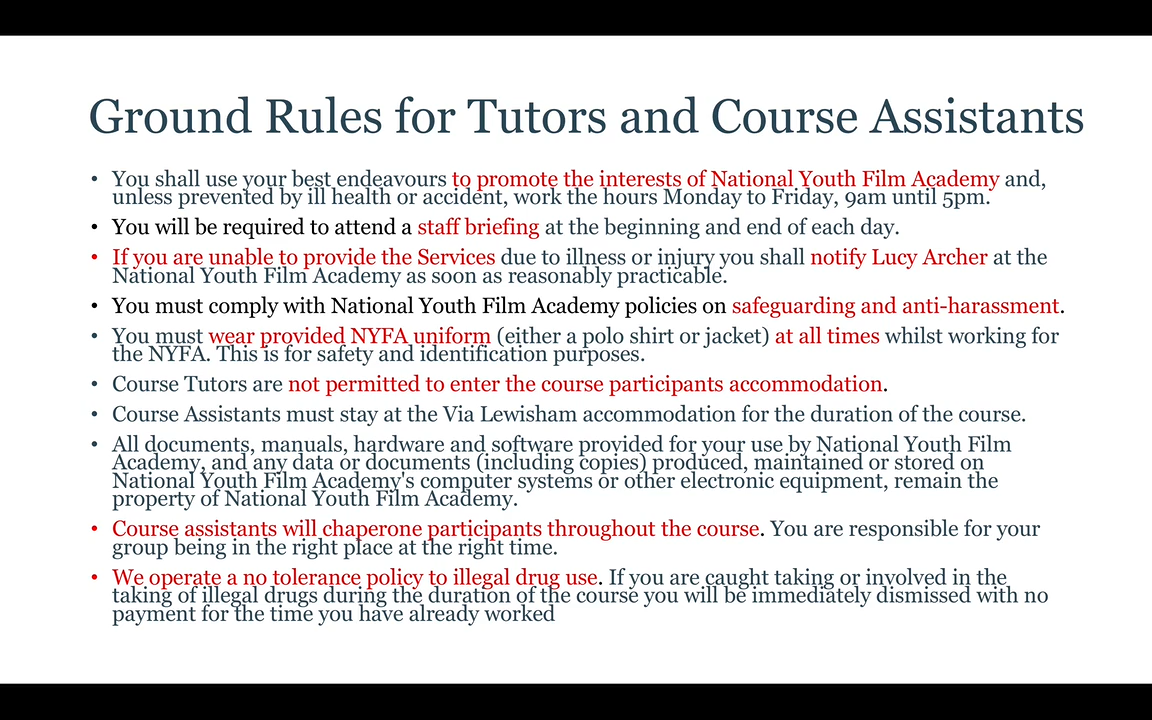 Ground Rules for Tutors and Course Assistants
• You shall use your best endeavours to promote the interests of National Youth Film Academy and,
unless prevented by ill health or accident, work the hours Monday to Friday, 9am until 5pm.
• You will be required to attend a staff briefing at the beginning and end of each day.
• If you are unable to provide the Services due to illness or injury you shall notify Lucy Archer at the
National Youth Film Academy as soon as reasonably practicable.
• You must comply with National Youth Film Academy policies on safeguarding and anti-harassment.
• You must wear provided NYFA uniform (either a polo shirt or jacket) at all times whilst working for
the NYFA. This is for safety and identification purposes.
• Course Tutors are not permitted to enter the course participants accommodation.
• Course Assistants must stay at the Via Lewisham accommodation for the duration of the course.
• All documents, manuals, hardware and software provided for your use by National Youth Film
Academy, and any data or documents (including copies) produced, maintained or stored on
National Youth Film Academy's computer systems or other electronic equipment, remain the
property of National Youth Film Academy.
• Course assistants will chaperone participants throughout the course. You are responsible for your
group being in the right place at the right time.
• We operate a no tolerance policy to illegal drug use. If you are caught taking or involved in the
taking of illegal drugs during the duration of the course you will be immediately dismissed with no
payment for the time you have already worked